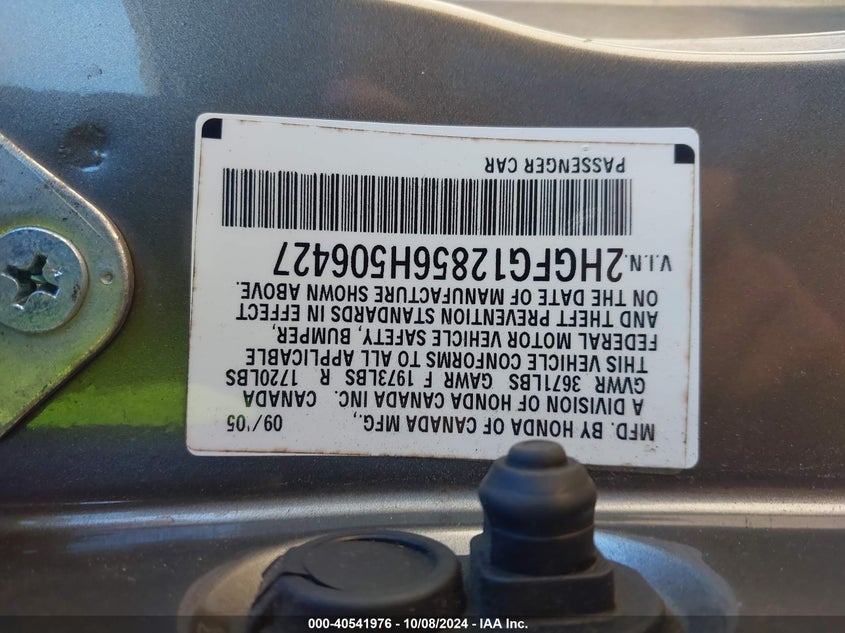 MFD. BY HONDA OF CANADA MFG., 09/'05
A DIVISION OF HONDA CANADA INC. CANADA
GVWR 3671LBS GAWR F 1973LBS R 1720LBS
THIS VEHICLE CONFORMS TO ALL APPLICABLE
FEDERAL MOTOR VEHICLE SAFETY, BUMPER,
AND THEFT PREVENTION STANDARDS IN EFFECT
ON THE DATE OF MANUFACTURE SHOWN ABOVE.
V.I.N. 2HGFG12856H506427
PASSENGER CAR
000-40541976 - 10/08/2024 - IAA Inc.